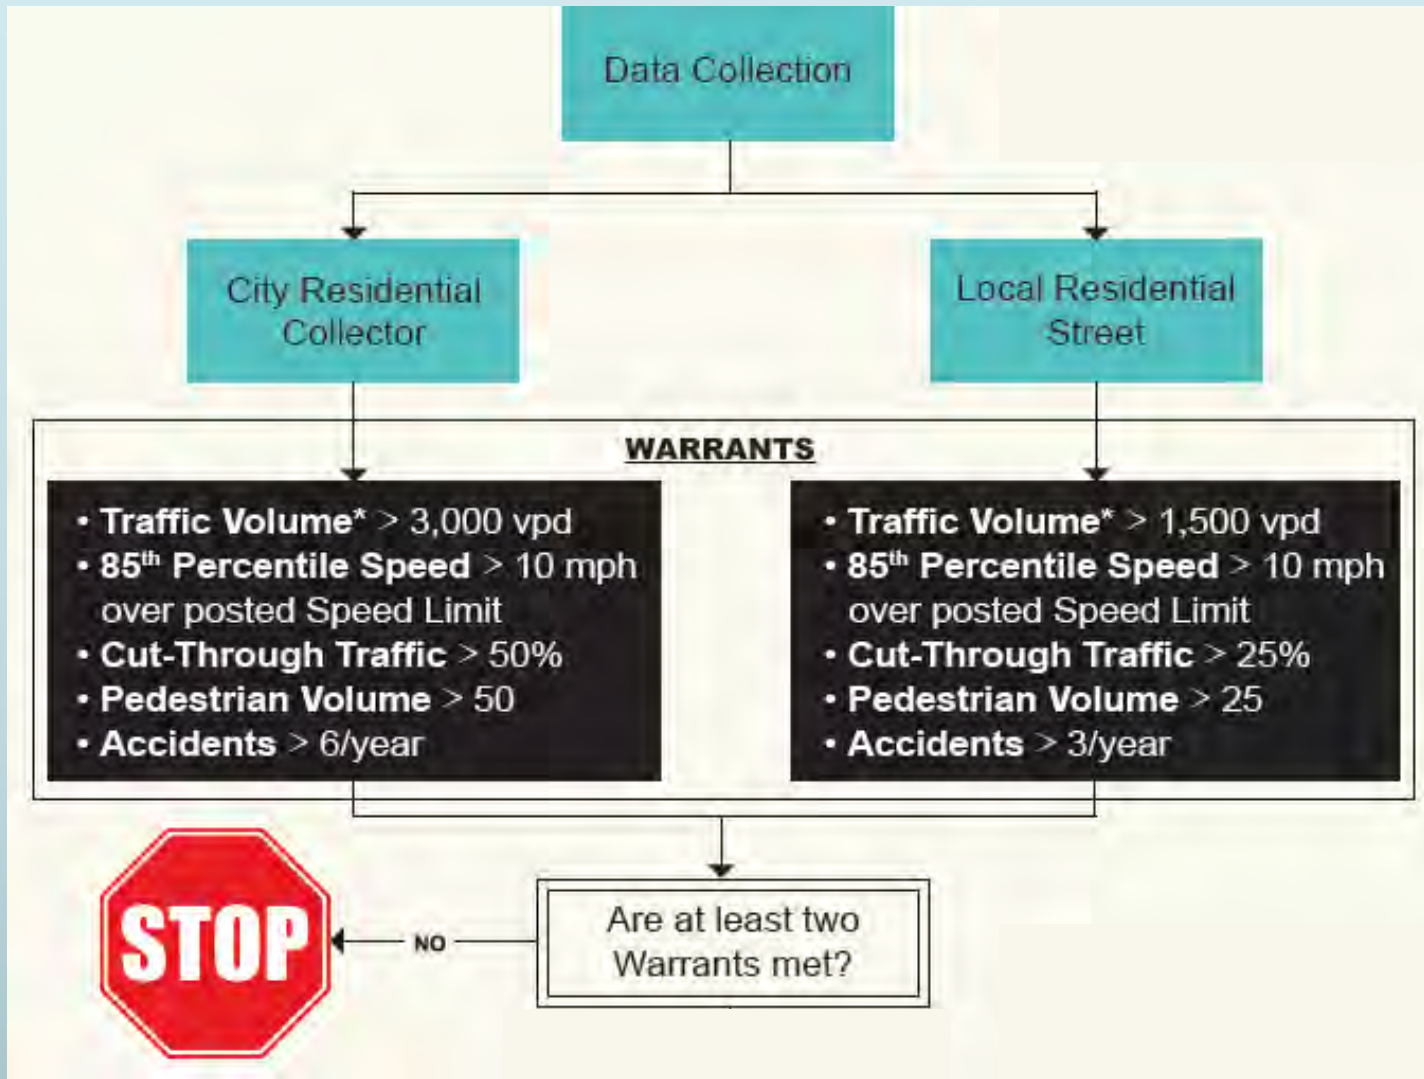 Data Collection
City Residential
Collector
Local Residential
Street
WARRANTS
• Traffic Volume* > 3,000 vpd
• 85th Percentile Speed > 10 mph
over posted Speed Limit
• Cut-Through Traffic > 50%
• Pedestrian Volume > 50
• Accidents > 6/year
• Traffic Volume* > 1,500 vpd
• 85th Percentile Speed > 10 mph
over posted Speed Limit
• Cut-Through Traffic > 25%
• Pedestrian Volume > 25
• Accidents > 3/year
STOP
NO
Are at least two
Warrants met?